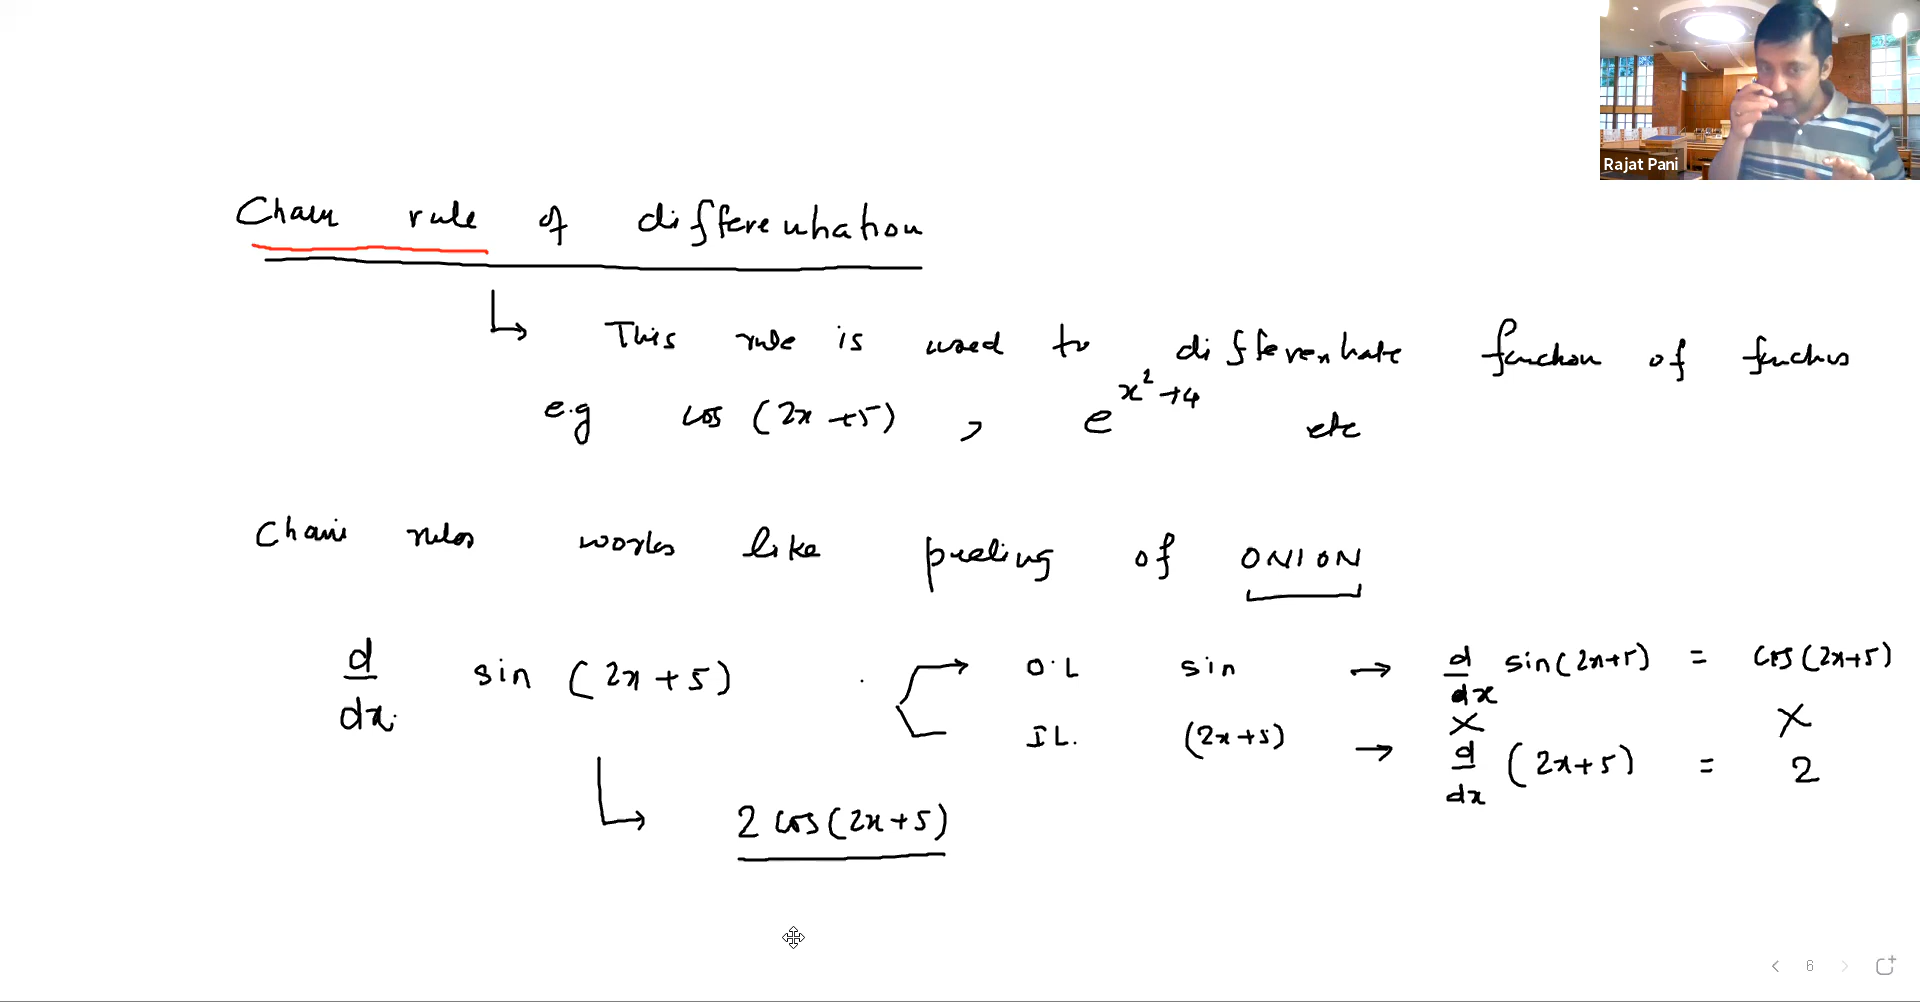 Rajat Pani
Chain rule of differentiation
↳ This rule is used to differentiate function of functions
e.g cos (2x+5) , e^{x^2+4} etc
Chain rules works like peeling of ONION
d/dx sin (2x+5) O.L sin → d/dx sin(2x+5) = cos(2x+5)
× ×
I L. (2x+5) → d/dx (2x+5) = 2
↳ 2 cos(2x+5)
6